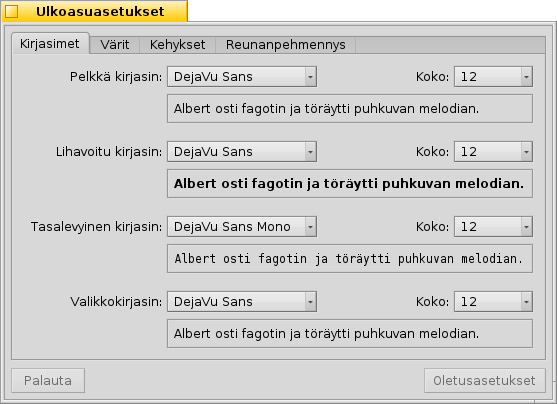 Ulkoasuasetukset
Kirjasimet Värit Kehykset Reunanpehmennys
Pelkkä kirjasin: DejaVu Sans Koko: 12
Albert osti fagotin ja töräytti puhkuvan melodian.
Lihavoitu kirjasin: DejaVu Sans Koko: 12
Albert osti fagotin ja töräytti puhkuvan melodian.
Tasalevyinen kirjasin: DejaVu Sans Mono Koko: 12
Albert osti fagotin ja töräytti puhkuvan melodian.
Valikkokirjasin: DejaVu Sans Koko: 12
Albert osti fagotin ja töräytti puhkuvan melodian.
Palauta Oletusasetukset